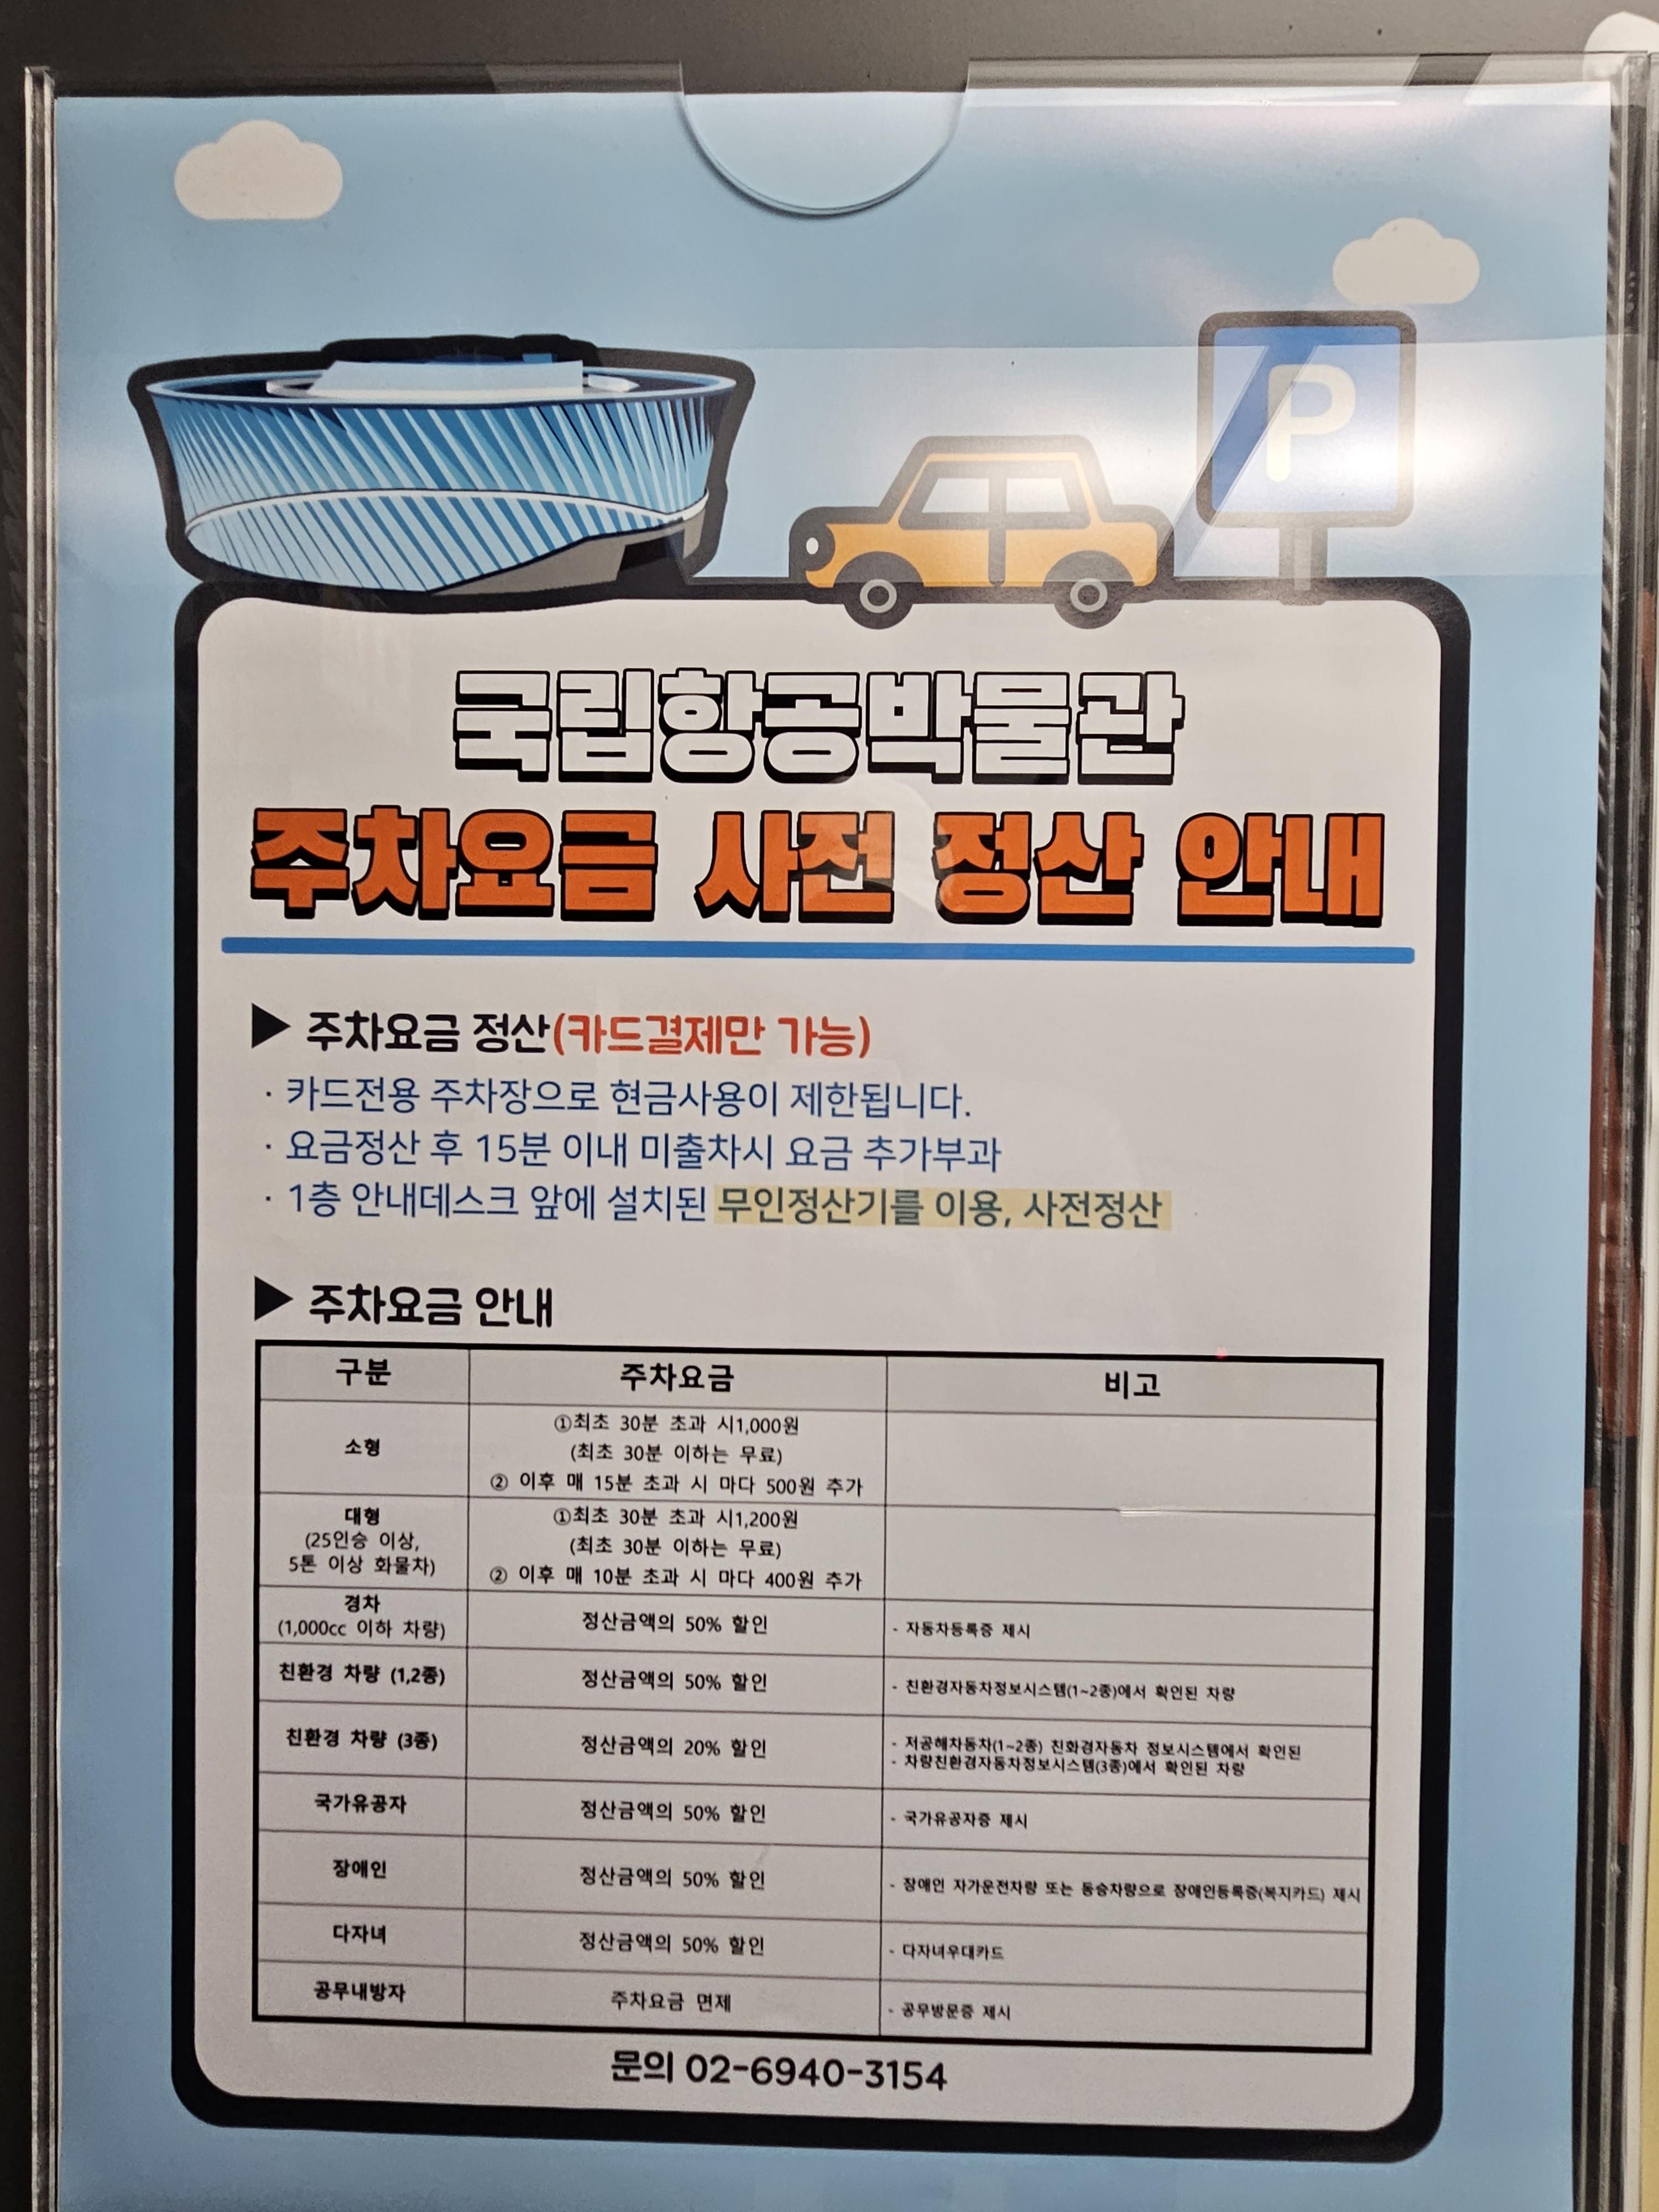 P
국립항공박물관
주차요금 사전 정산 안내
▶ 주차요금 정산(카드결제만 가능)
· 카드전용 주차장으로 현금사용이 제한됩니다.
· 요금정산 후 15분 이내 미출차시 요금 추가부과
· 1층 안내데스크 앞에 설치된 무인정산기를 이용, 사전정산
▶ 주차요금 안내
구분 주차요금 비고
소형
①최초 30분 초과 시1,000원
(최초 30분 이하는 무료)
② 이후 매 15분 초과 시 마다 500원 추가
대형
(25인승 이상,
5톤 이상 화물차)
①최초 30분 초과 시1,200원
(최초 30분 이하는 무료)
② 이후 매 10분 초과 시 마다 400원 추가
경차
(1,000cc 이하 차량)
정산금액의 50% 할인
- 자동차등록증 제시
친환경 차량 (1,2종)
정산금액의 50% 할인
- 친환경자동차정보시스템(1~2종)에서 확인된 차량
친환경 차량 (3종)
정산금액의 20% 할인
- 저공해차동차(1~2종) 친화경자동차 정보시스템에서 확인된
- 차량친환경자동차정보시스템(3종)에서 확인된 차량
국가유공자
정산금액의 50% 할인
- 국가유공자증 제시
장애인
정산금액의 50% 할인
- 장애인 자가운전차량 또는 동승차량으로 장애인등록증(복지카드) 제시
다자녀
정산금액의 50% 할인
- 다자녀우대카드
공무내방자
주차요금 면제
- 공무방문증 제시
문의 02-6940-3154